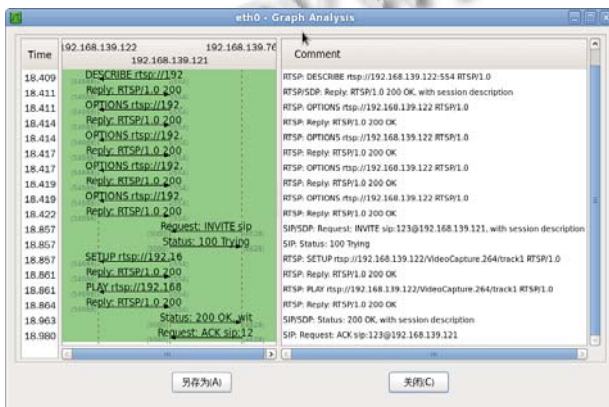 eth0 - Graph Analysis
Time
192.168.139.122 192.168.139.76
192.168.139.121
Comment
18.409 DESCRIBE rtsp://192 RTSP: DESCRIBE rtsp://192.168.139.122:554 RTSP/1.0
18.411 Reply: RTSP/1.0 200 RTSP/SDP: Reply: RTSP/1.0 200 OK, with session description
18.411 OPTIONS rtsp://192. RTSP: OPTIONS rtsp://192.168.139.122 RTSP/1.0
18.414 Reply: RTSP/1.0 200 RTSP: Reply: RTSP/1.0 200 OK
18.414 OPTIONS rtsp://192. RTSP: OPTIONS rtsp://192.168.139.122 RTSP/1.0
18.417 Reply: RTSP/1.0 200 RTSP: Reply: RTSP/1.0 200 OK
18.417 OPTIONS rtsp://192. RTSP: OPTIONS rtsp://192.168.139.122 RTSP/1.0
18.419 Reply: RTSP/1.0 200 RTSP: Reply: RTSP/1.0 200 OK
18.419 OPTIONS rtsp://192. RTSP: OPTIONS rtsp://192.168.139.122 RTSP/1.0
18.422 Reply: RTSP/1.0 200 RTSP: Reply: RTSP/1.0 200 OK
18.857 Request: INVITE sip SIP/SDP: Request: INVITE sip:123@192.168.139.121, with session description
18.857 Status: 100 Trying SIP: Status: 100 Trying
18.857 SETUP rtsp://192.16 RTSP: SETUP rtsp://192.168.139.122/VideoCapture.264/track1 RTSP/1.0
18.861 Reply: RTSP/1.0 200 RTSP: Reply: RTSP/1.0 200 OK
18.861 PLAY rtsp://192.168 RTSP: PLAY rtsp://192.168.139.122/VideoCapture.264/track1 RTSP/1.0
18.864 Reply: RTSP/1.0 200 RTSP: Reply: RTSP/1.0 200 OK
18.963 Status: 200 OK, wit SIP/SDP: Status: 200 OK, with session description
18.980 Request: ACK sip:12 SIP: Request: ACK sip:123@192.168.139.121
另存为(A) 关闭(C)